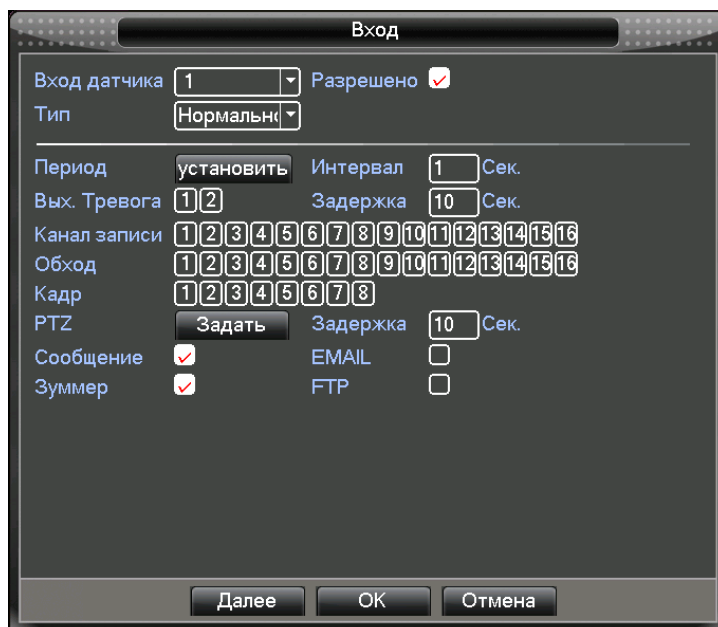 Вход
Вход датчика 1 Разрешено
Тип Нормальн
Период установить Интервал 1 Сек.
Вых. Тревога 1 2 Задержка 10 Сек.
Канал записи 1 2 3 4 5 6 7 8 9 10 11 12 13 14 15 16
Обход 1 2 3 4 5 6 7 8 9 10 11 12 13 14 15 16
Кадр 1 2 3 4 5 6 7 8
PTZ Задать Задержка 10 Сек.
Сообщение EMAIL
Зуммер FTP
Далее OK Отмена